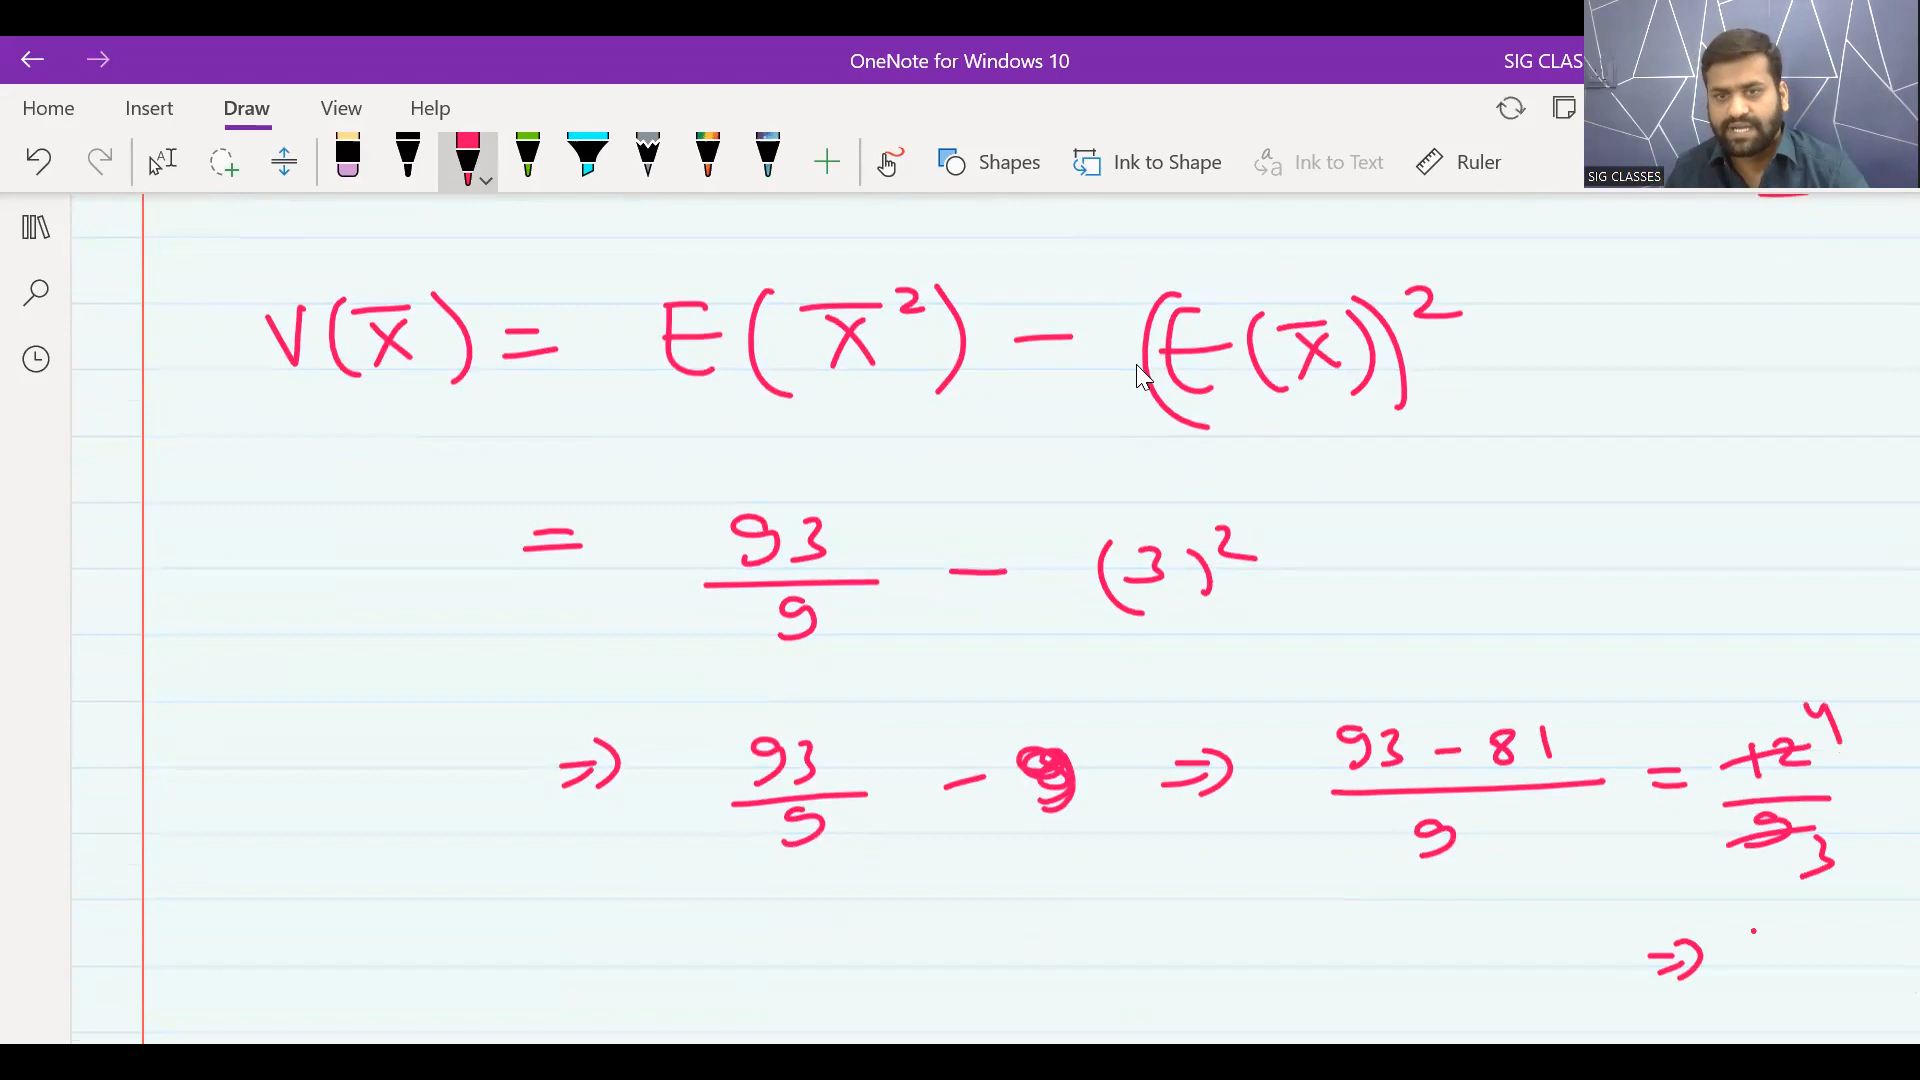 OneNote for Windows 10
SIG CLAS
Home Insert Draw View Help
Shapes Ink to Shape Ink to Text Ruler
SIG CLASSES
V(X̅) = E(X̅²) − (E(X̅))²
= 93/9 − (3)²
⇒ 93/9 − 9 ⇒ 93 − 81/9 = 12/9 4/3
⇒